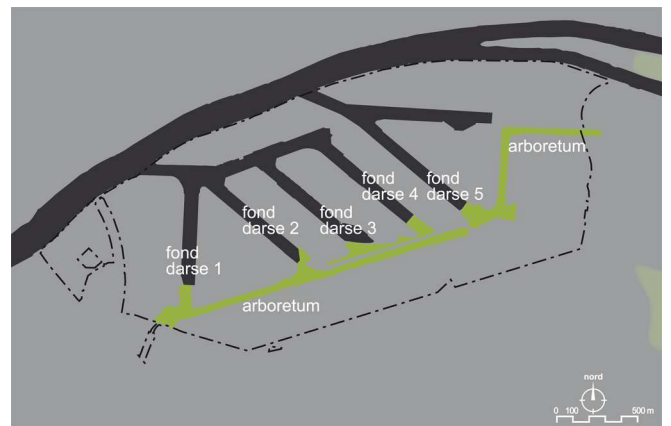 arboretum
fond
darse 5
fond
darse 4
fond
darse 3
fond
darse 2
fond
darse 1
arboretum
nord
0 100 500 m